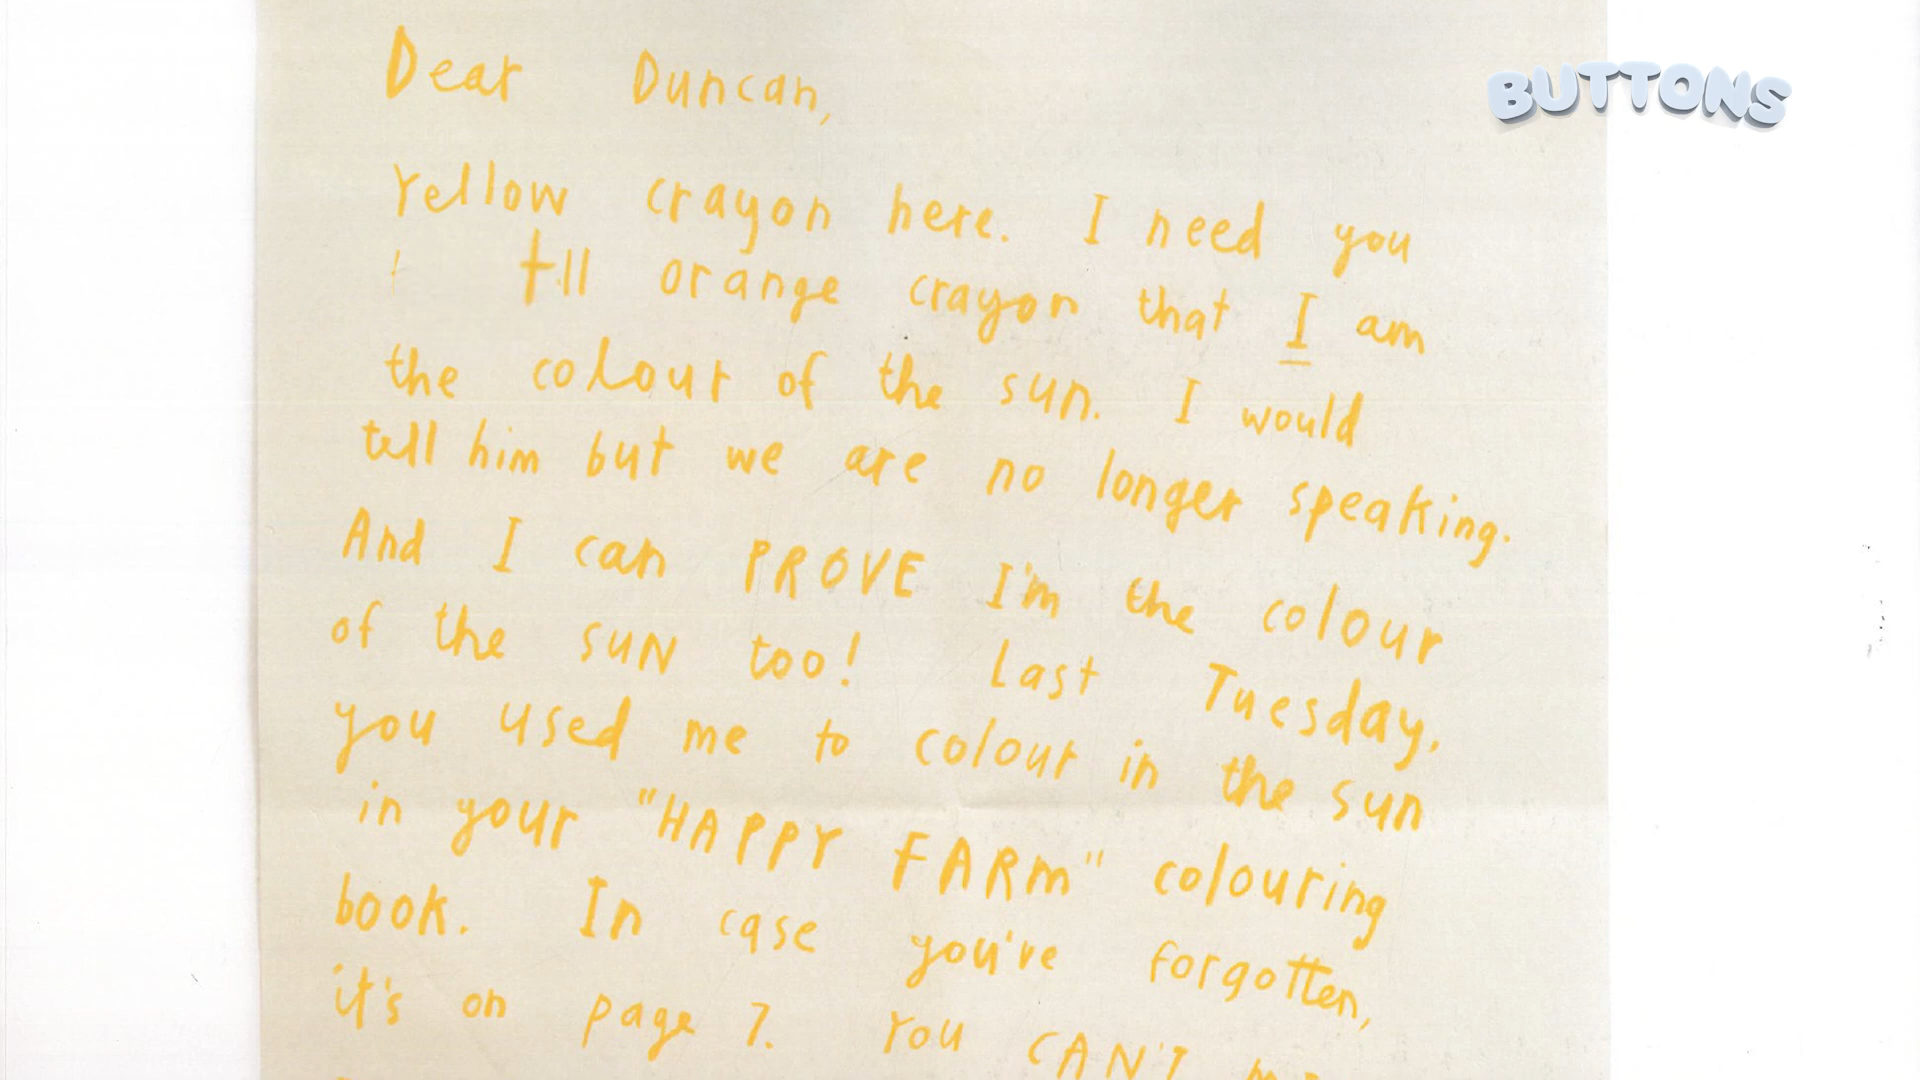 Dear Duncan,
BUTTONS
Yellow crayon here. I need you
tll orange crayon that I am
the colour of the sun. I would
tell him but we are no longer speaking.
And I can PROVE I'm the colour
of the sun too! Last Tuesday,
you used me to colour in the sun
in your "HAPPY FARM" colouring
book. In case you've forgotten,
it's on page 7. You CAN'T